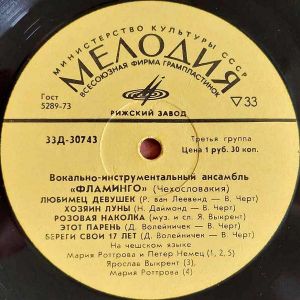 МИНИСТЕРСТВО КУЛЬТУРЫ СССР
МЕЛОДИЯ
ВСЕСОЮЗНАЯ ФИРМА ГРАМПЛАСТИНОК
Гост
5289-73
▽33
РИЖСКИЙ ЗАВОД
33Д-30743
Третья группа
Цена 1 руб. 30 коп.
Вокально-инструментальный ансамбль
«ФЛАМИНГО» (Чехословакия)
ЛЮБИМЕЦ ДЕВУШЕК (Р. ван Леевенд — В. Черт)
ХОЗЯИН ЛУНЫ (Н. Даймонд — В. Черт)
РОЗОВАЯ НАКОЛКА (муз. и сл. Я. Выкрент)
ЭТОТ ПАРЕНЬ (Д. Волейничек — В. Черт)
БЕРЕГИ СВОИ 17 ЛЕТ (Д. Волейничек — В. Черт)
На чешском языке
Мария Роттрова и Петер Немец (1, 2, 5)
Ярослав Выкрент (3)
Мария Роттрова (4)